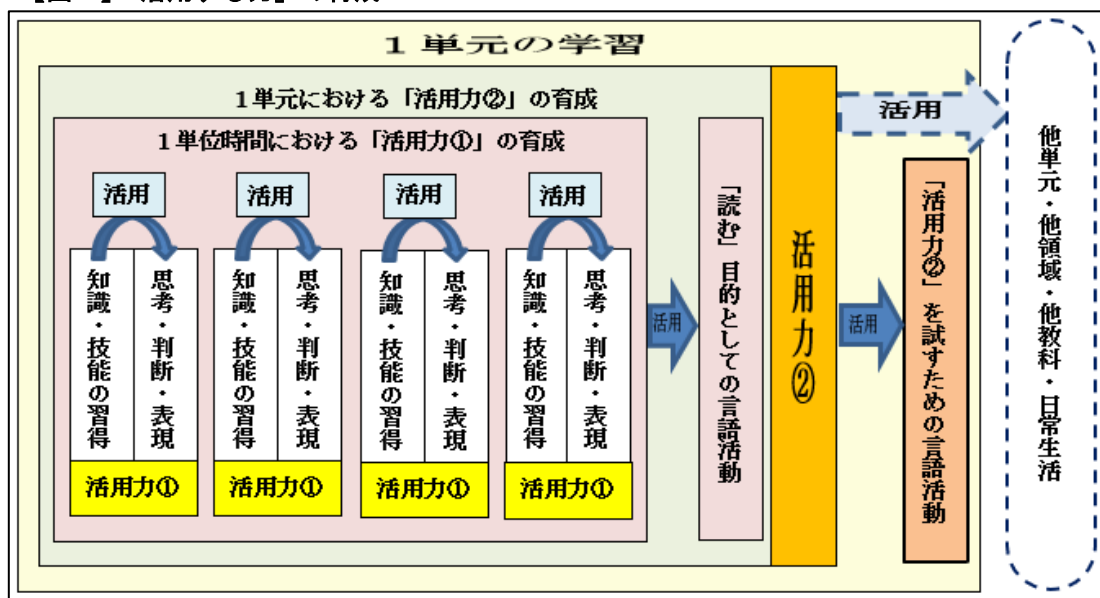 1単元の学習
1単元における「活用力②」の育成
1単位時間における「活用力①」の育成
活用
知識・技能の習得
思考・判断・表現
活用力①
活用
知識・技能の習得
思考・判断・表現
活用力①
活用
知識・技能の習得
思考・判断・表現
活用力①
活用
知識・技能の習得
思考・判断・表現
活用力①
活用
「読む」目的としての言語活動
活用力②
活用
活用
「活用力②」を試すための言語活動
他単元・他領域・他教科・日常生活